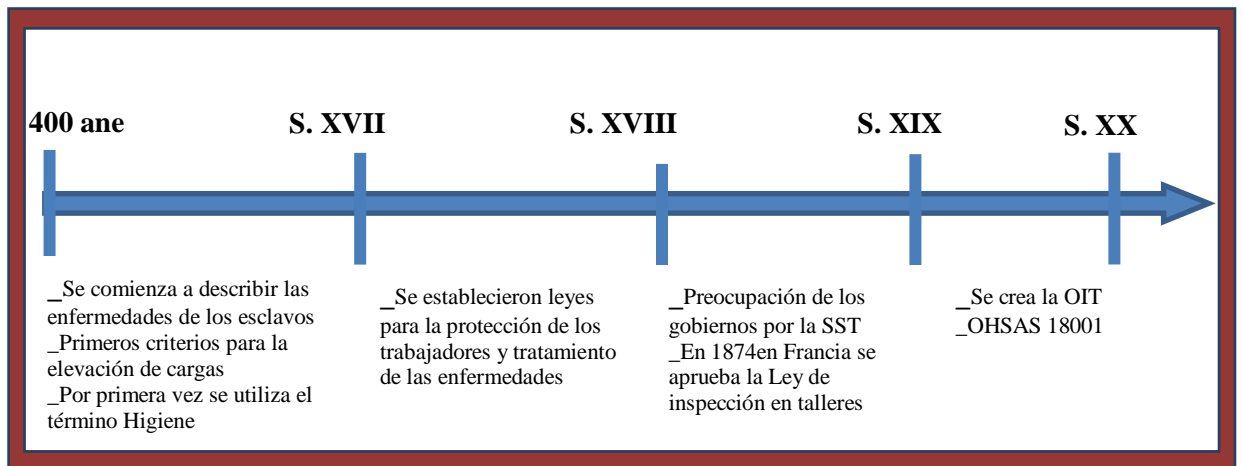 400 ane
S. XVII
S. XVIII
S. XIX
S. XX
_Se comienza a describir las
enfermedades de los esclavos
_Primeros criterios para la
elevación de cargas
_Por primera vez se utiliza el
término Higiene
_Se establecieron leyes
para la protección de los
trabajadores y tratamiento
de las enfermedades
_Preocupación de los
gobiernos por la SST
_En 1874en Francia se
aprueba la Ley de
inspección en talleres
_Se crea la OIT
_OHSAS 18001